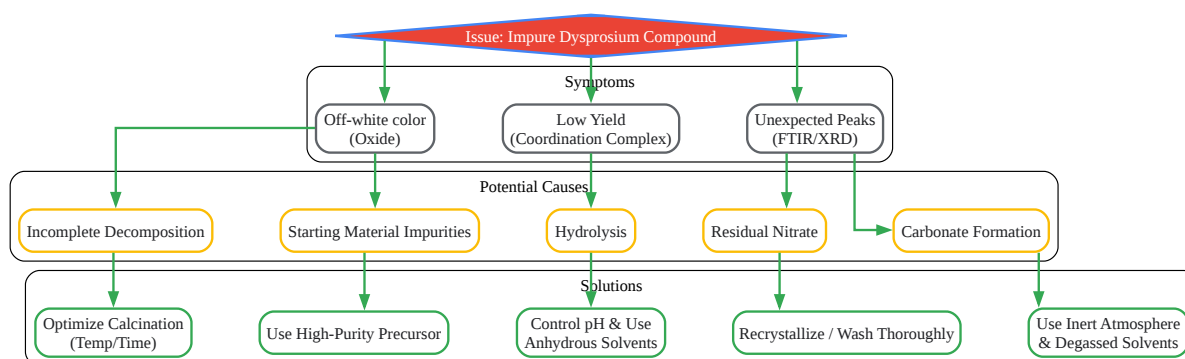 Issue: Impure Dysprosium Compound
Symptoms
Off-white color
(Oxide)
Low Yield
(Coordination Complex)
Unexpected Peaks
(FTIR/XRD)
Potential Causes
Incomplete Decomposition
Starting Material Impurities
Hydrolysis
Residual Nitrate
Carbonate Formation
Solutions
Optimize Calcination
(Temp/Time)
Use High-Purity Precursor
Control pH & Use
Anhydrous Solvents
Recrystallize / Wash Thoroughly
Use Inert Atmosphere
& Degassed Solvents